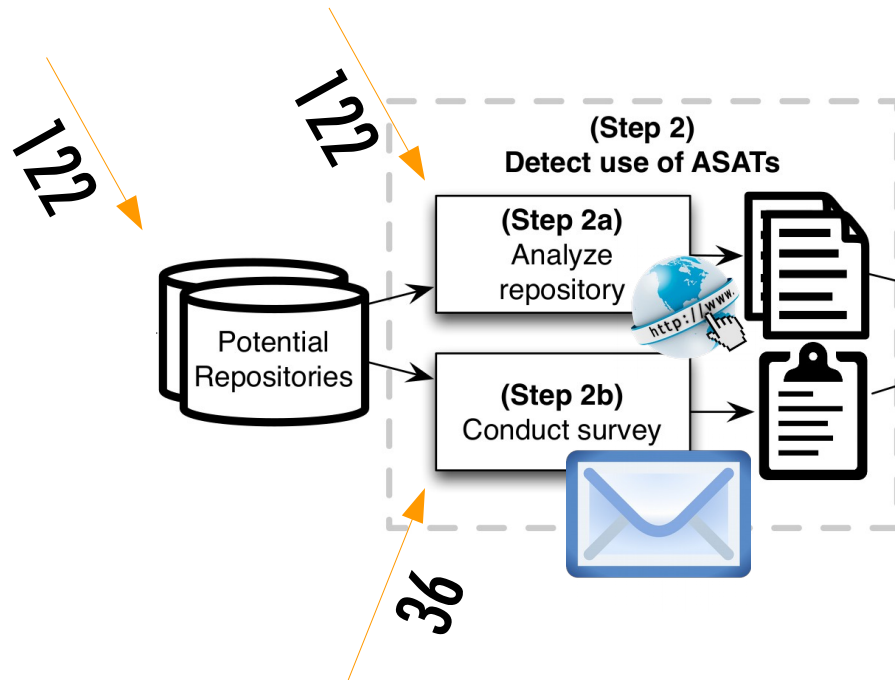 122
122
(Step 2)
Detect use of ASATs
(Step 2a)
Analyze
repository
http://www.
Potential
Repositories
(Step 2b)
Conduct survey
36